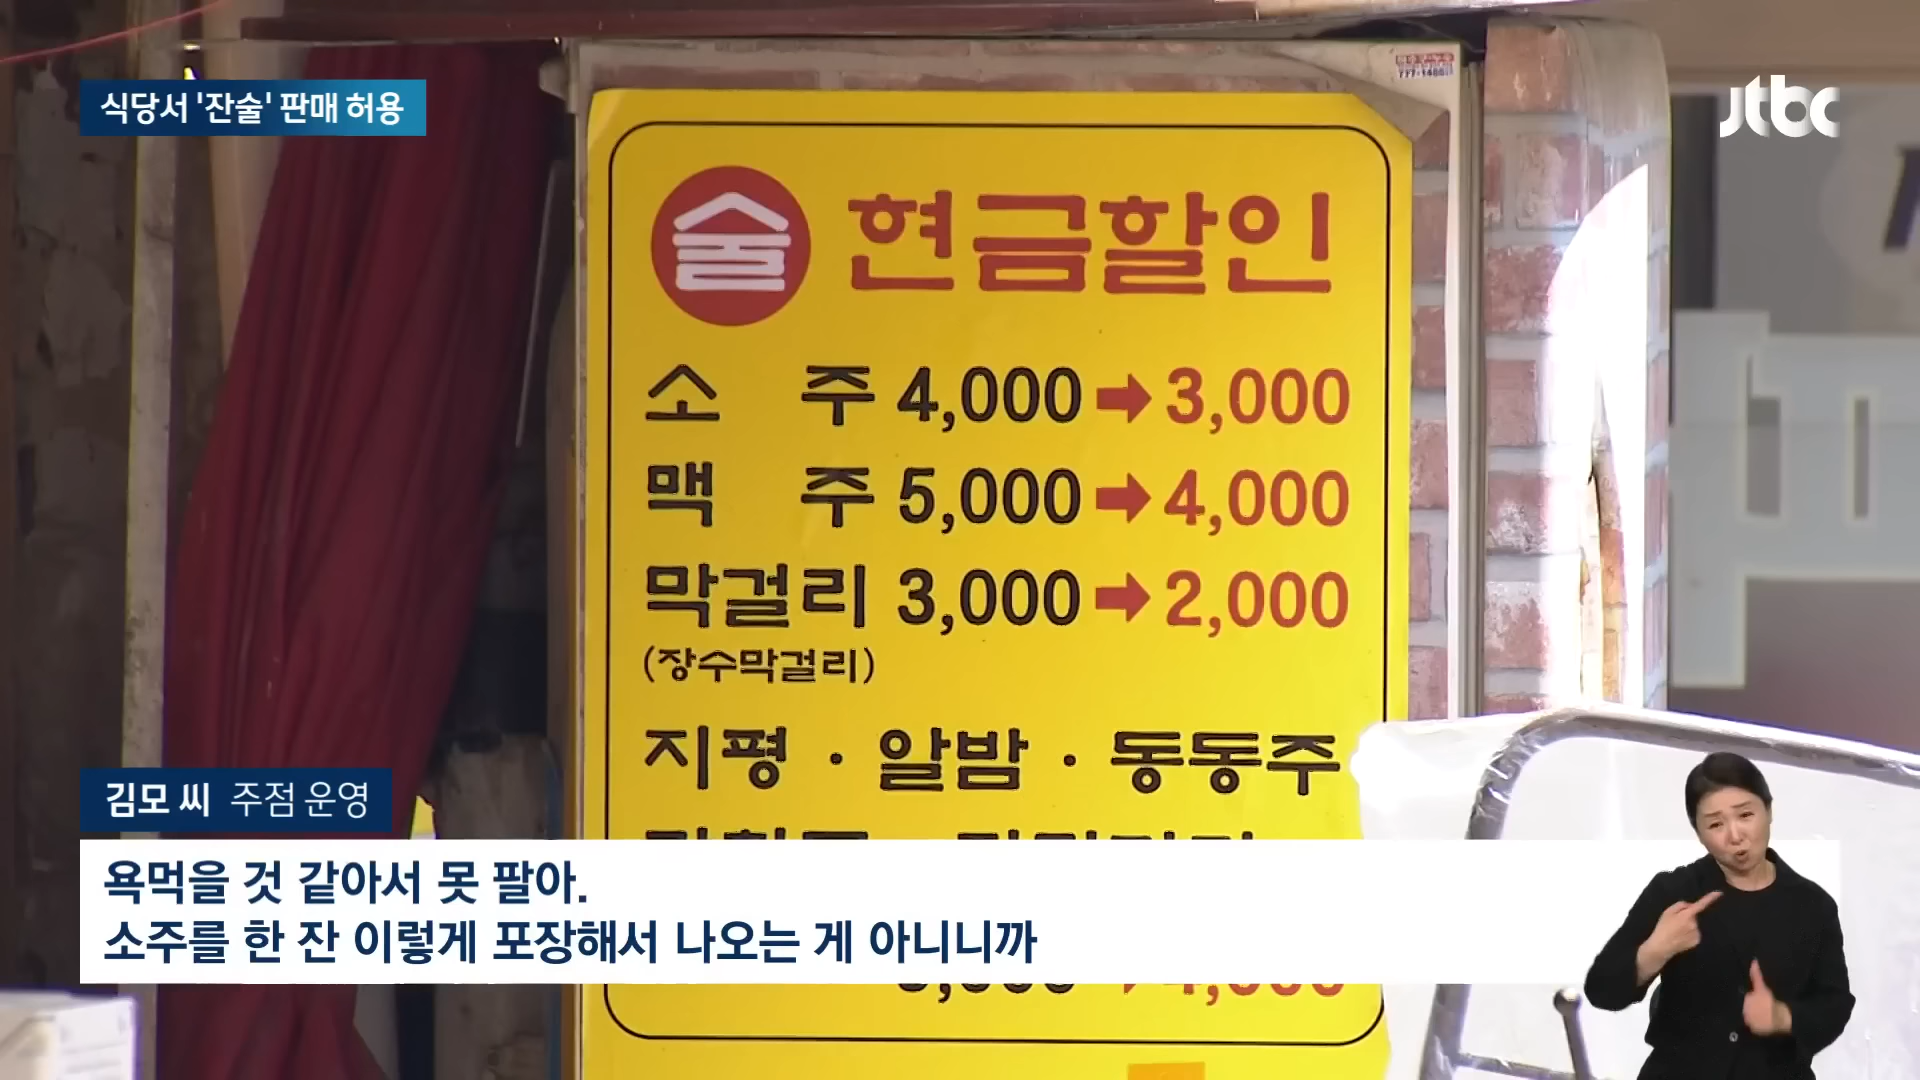 식당서 '잔술' 판매 허용
jtbc
술 현금할인
소 주 4,000 ➡ 3,000
맥 주 5,000 ➡ 4,000
막걸리 3,000 ➡ 2,000
(장수막걸리)
지평 · 알밤 · 동동주
김모 씨 주점 운영
욕먹을 것 같아서 못 팔아.
소주를 한 잔 이렇게 포장해서 나오는 게 아니니까